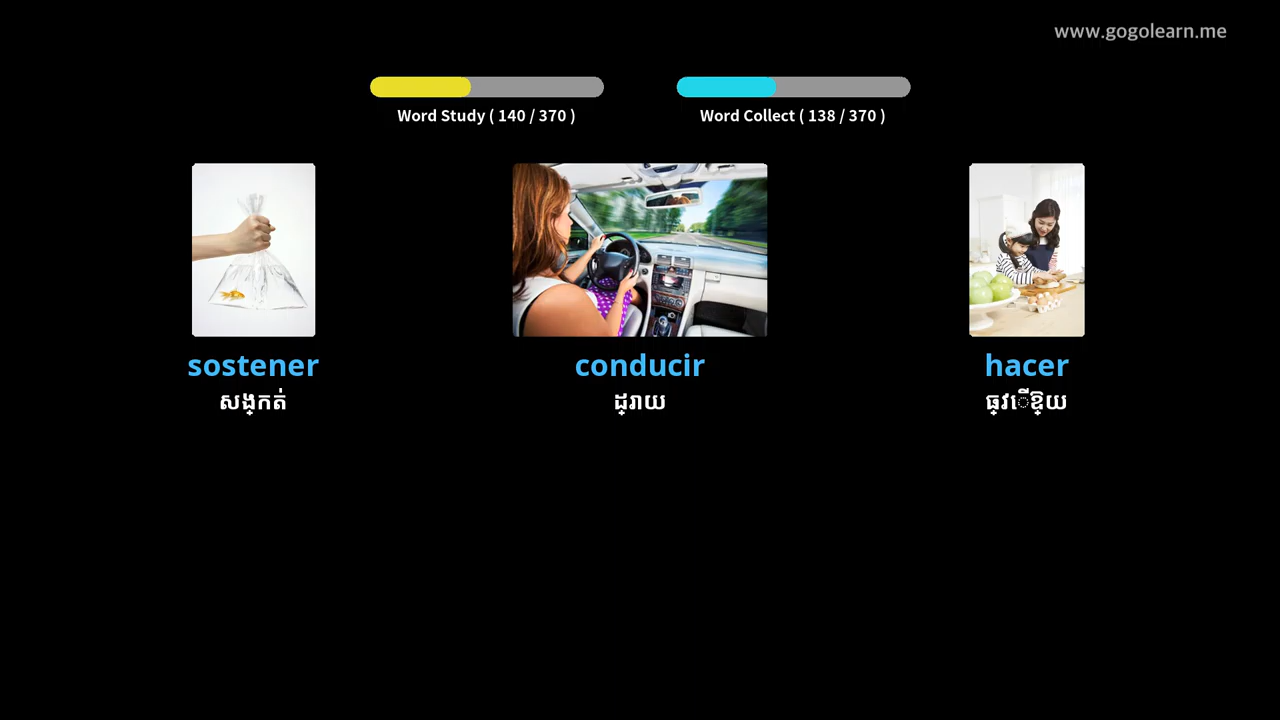 www.gogolearn.me
Word Study ( 140 / 370 )
Word Collect ( 138 / 370 )
sostener
conducir
hacer
សង្កត់
ដ្រាយ
ធ្វើឱ្យ